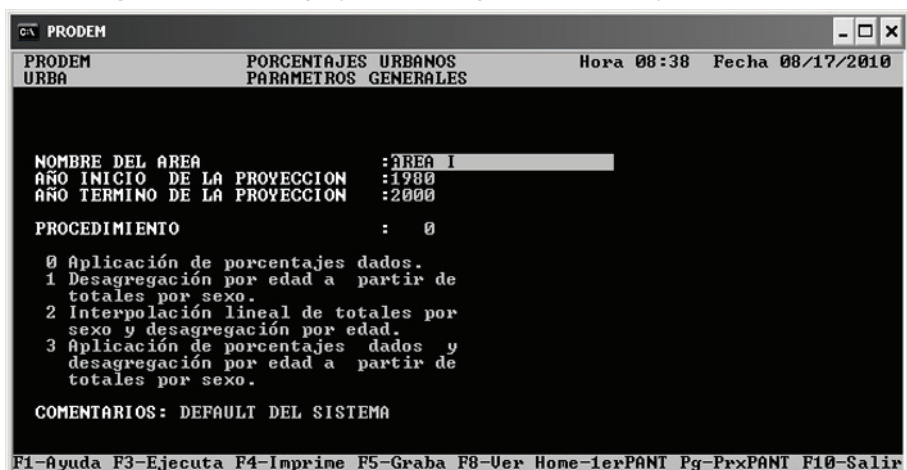 PRODEM
PRODEM PORCENTAJES URBANOS Hora 08:38 Fecha 08/17/2010
URBA PARAMETROS GENERALES
NOMBRE DEL AREA :AREA I
AÑO INICIO DE LA PROYECCION :1980
AÑO TERMINO DE LA PROYECCION :2000
PROCEDIMIENTO : 0
0 Aplicación de porcentajes dados.
1 Desagregación por edad a partir de
totales por sexo.
2 Interpolación lineal de totales por
sexo y desagregación por edad.
3 Aplicación de porcentajes dados y
desagregación por edad a partir de
totales por sexo.
COMENTARIOS: DEFAULT DEL SISTEMA
F1-Ayuda F3-Ejecuta F4-Imprime F5-Graba F8-Ver Home-1erPANT Pg-PrxPANT F10-Salir